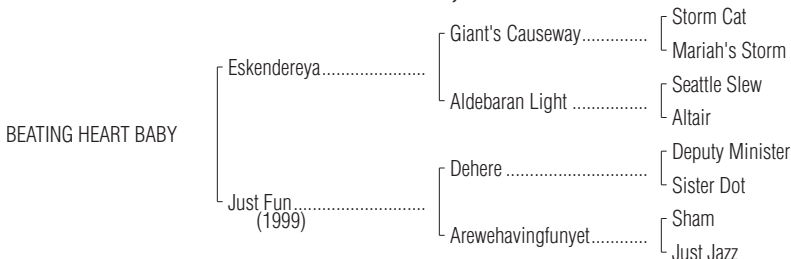 Storm Cat
Giant's Causeway..............
Mariah's Storm
Eskendereya......................
Seattle Slew
Aldebaran Light ................
Altair
BEATING HEART BABY
Deputy Minister
Dehere ..............................
Sister Dot
Just Fun............................
(1999)
Sham
Arewehavingfunyet............
Just Jazz